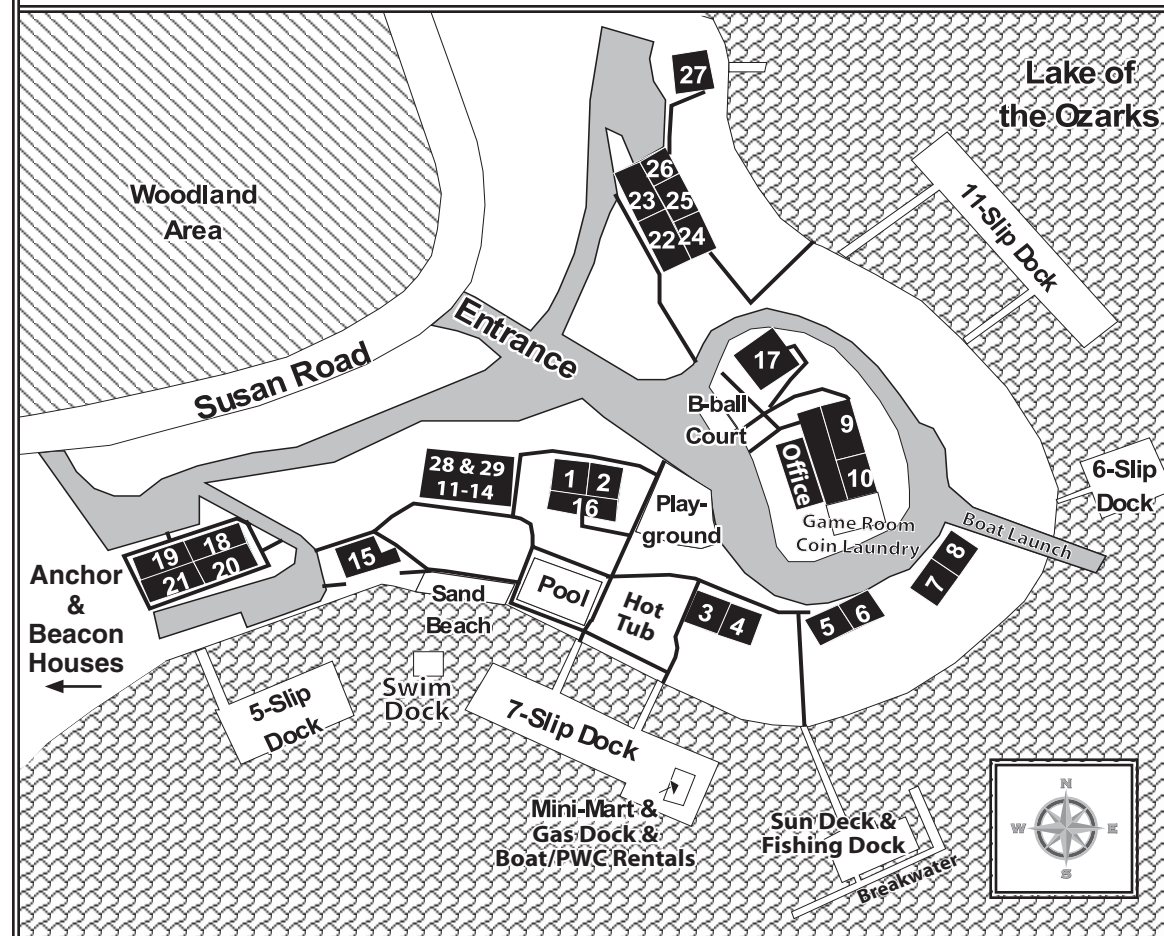 27
Lake of
the Ozarks
Woodland
Area
26
23
25
22
24
11-Slip Dock
Entrance
Susan Road
17
B-ball
Court
9
Office
10
Game Room
Coin Laundry
28 & 29
11-14
1
2
16
Play-
ground
6-Slip
Dock
Boat Launch
19
18
21
20
15
8
7
Anchor
&
Beacon
Houses
Sand
Beach
Pool
Hot
Tub
3
4
5
6
Swim
Dock
5-Slip
Dock
7-Slip Dock
Mini-Mart &
Gas Dock &
Boat/PWC Rentals
Sun Deck &
Fishing Dock
Breakwater
N
W
E
S